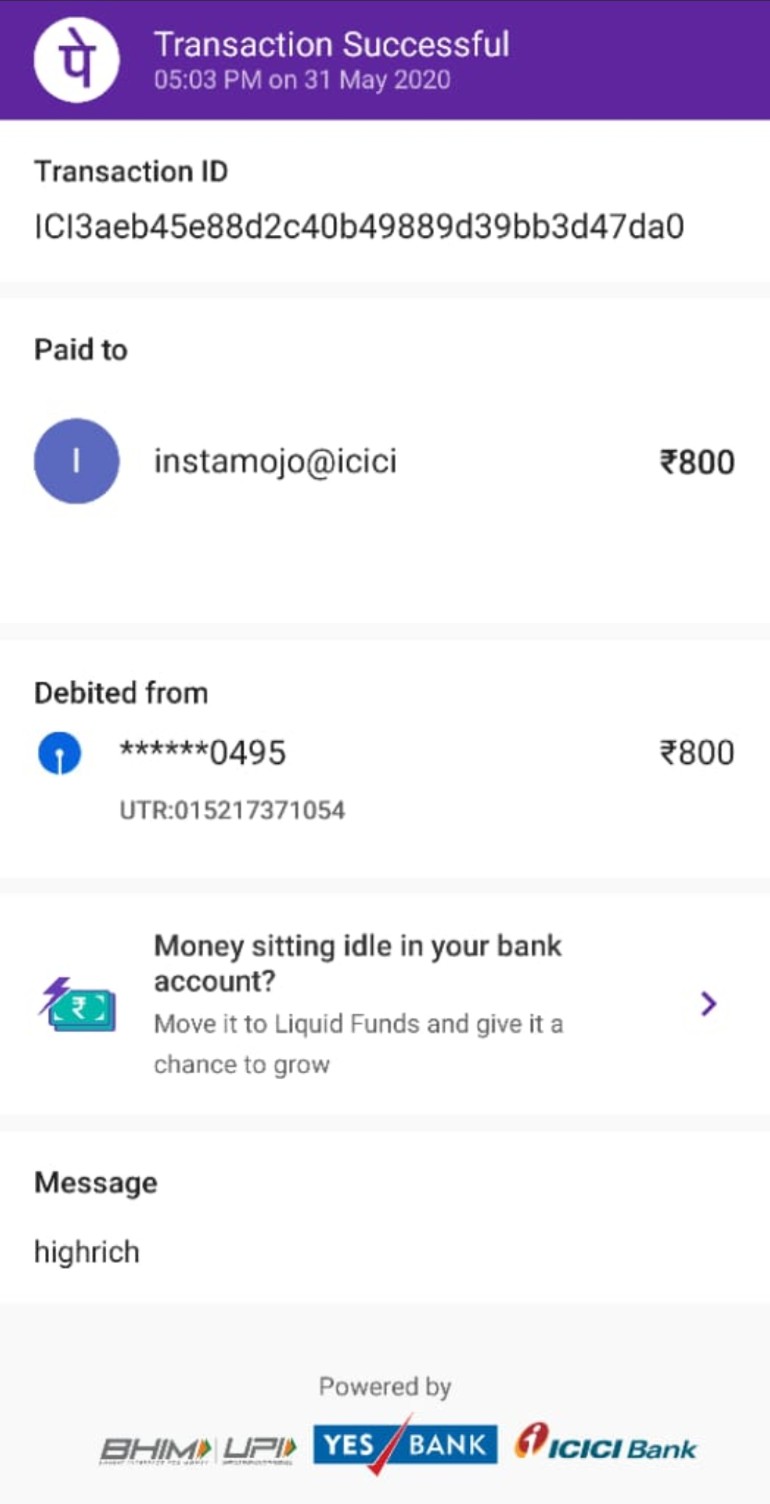 पे
Transaction Successful
05:03 PM on 31 May 2020
Transaction ID
ICI3aeb45e88d2c40b49889d39bb3d47da0
Paid to
I
instamojo@icici
₹800
Debited from
******0495
₹800
UTR:015217371054
Money sitting idle in your bank
account?
₹
Move it to Liquid Funds and give it a
chance to grow
Message
highrich
Powered by
BHIM UPI YES BANK ICICI Bank